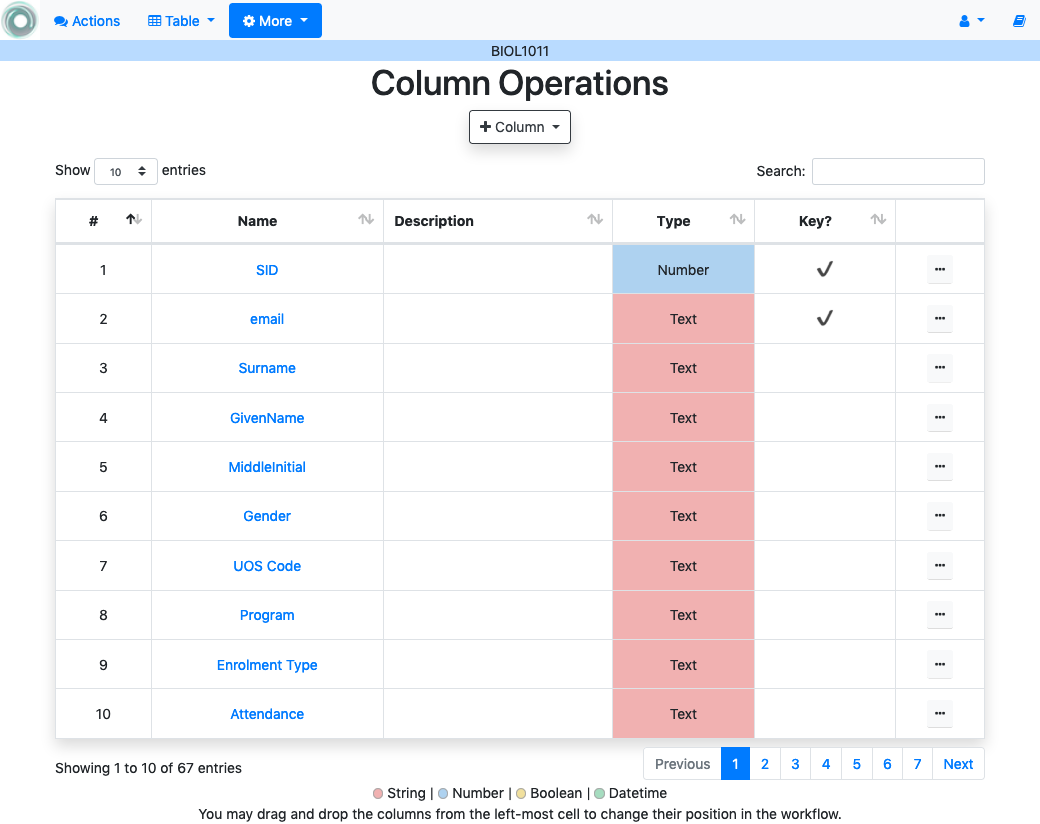 Actions Table More
BIOL1011
Column Operations
Column
Show 10 entries Search:
# Name Description Type Key?
1 SID Number ✓
2 email Text ✓
3 Surname Text
4 GivenName Text
5 MiddleInitial Text
6 Gender Text
7 UOS Code Text
8 Program Text
9 Enrolment Type Text
10 Attendance Text
Showing 1 to 10 of 67 entries Previous 1 2 3 4 5 6 7 Next
String | Number | Boolean | Datetime
You may drag and drop the columns from the left-most cell to change their position in the workflow.